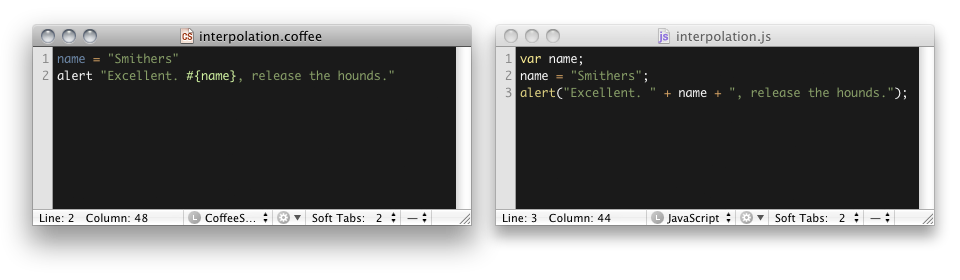 interpolation.coffee
1 name = "Smithers"
2 alert "Excellent. #{name}, release the hounds."
Line: 2 Column: 48 L CoffeeS... Soft Tabs: 2 —
interpolation.js
1 var name;
2 name = "Smithers";
3 alert("Excellent. " + name + ", release the hounds.");
Line: 3 Column: 44 L JavaScript Soft Tabs: 2 —